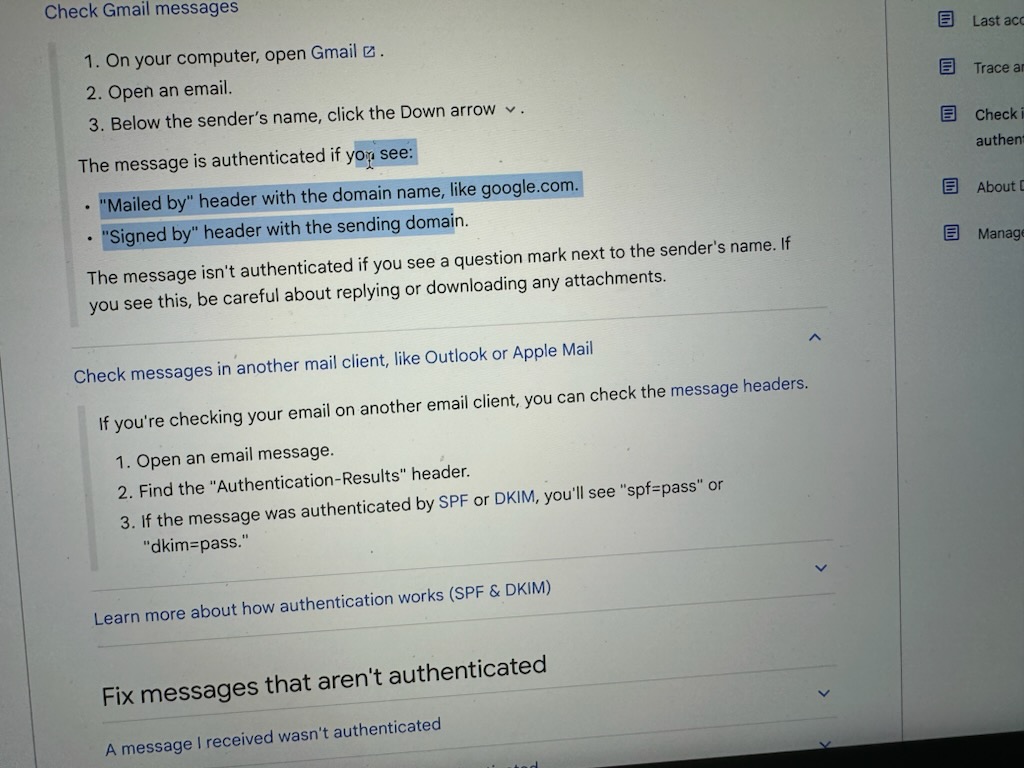 Check Gmail messages
1. On your computer, open Gmail.
2. Open an email.
3. Below the sender's name, click the Down arrow.
The message is authenticated if you see:
• "Mailed by" header with the domain name, like google.com.
• "Signed by" header with the sending domain.
The message isn't authenticated if you see a question mark next to the sender's name. If
you see this, be careful about replying or downloading any attachments.
Check messages in another mail client, like Outlook or Apple Mail
If you're checking your email on another email client, you can check the message headers.
1. Open an email message.
2. Find the "Authentication-Results" header.
3. If the message was authenticated by SPF or DKIM, you'll see "spf=pass" or
"dkim=pass."
Learn more about how authentication works (SPF & DKIM)
Fix messages that aren't authenticated
A message I received wasn't authenticated
Last acc
Trace ar
Check i
authen
About D
Manage